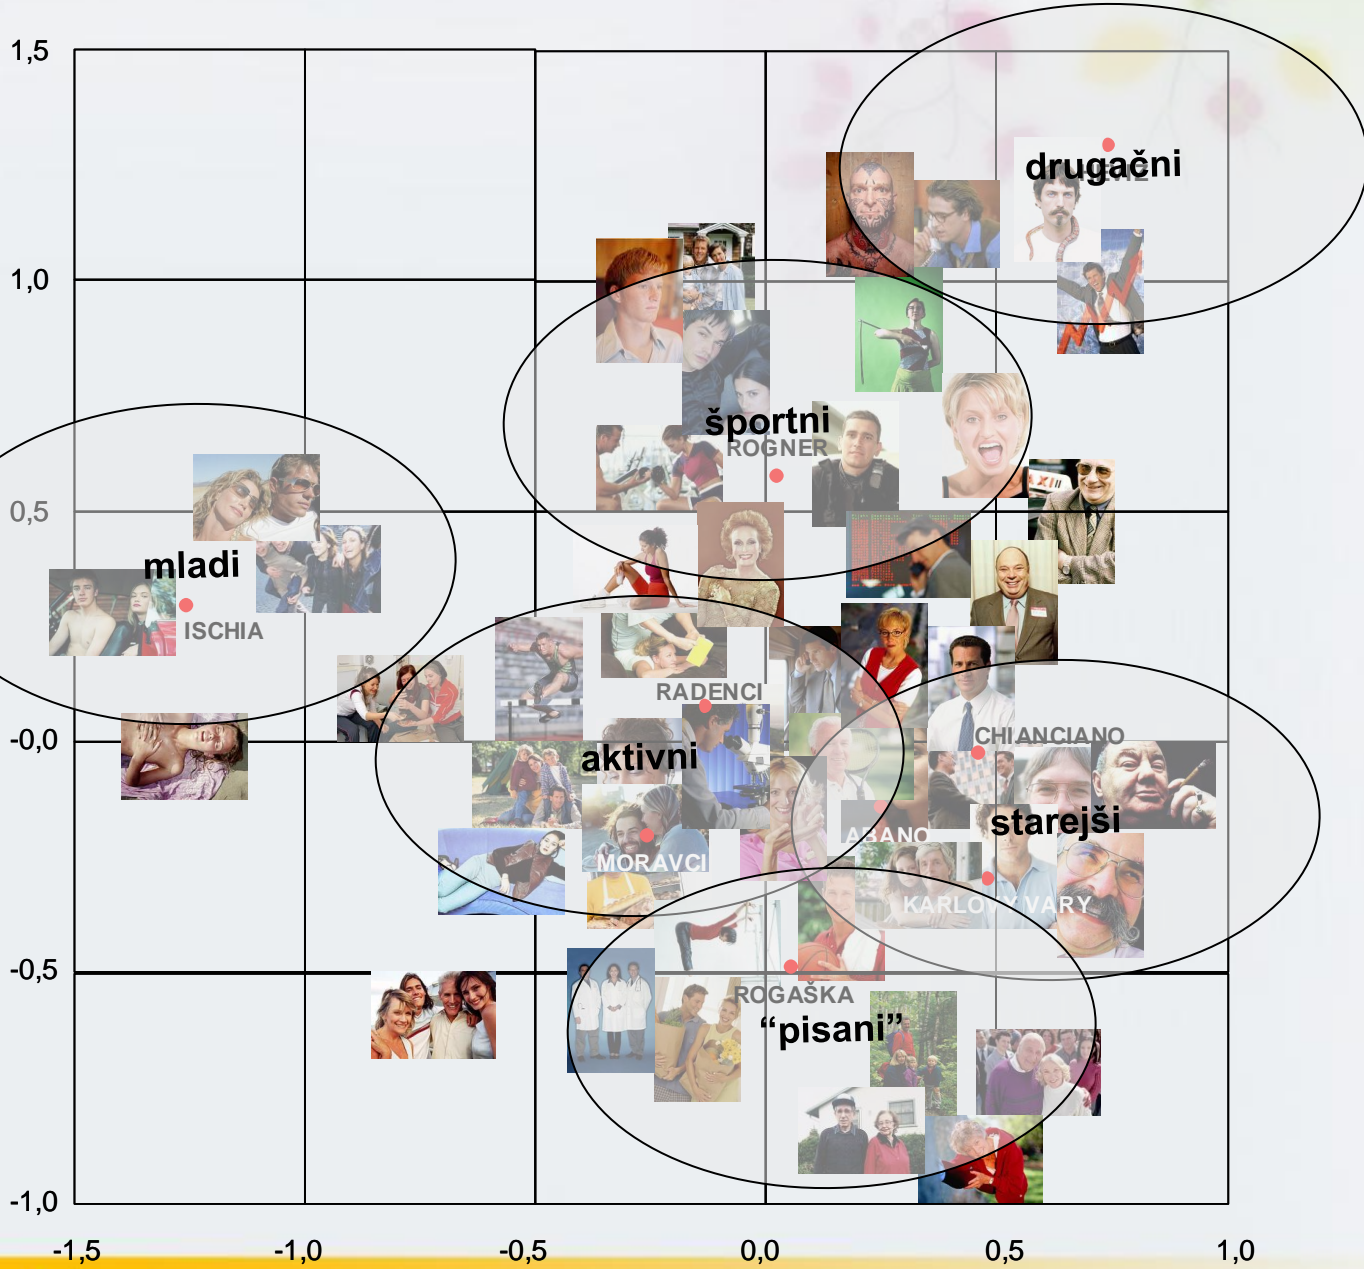 1,5
drugačni
1,0
športni
ROGNER
AXI
0,5
mladi
ISCHIA
RADENCI
-0,0
CHIANCIANO
aktivni
starejši
ABANO
MORAVCI
KARLOVY VARY
-0,5
ROGAŠKA
“pisani”
-1,0
-1,5 -1,0 -0,5 0,0 0,5 1,0